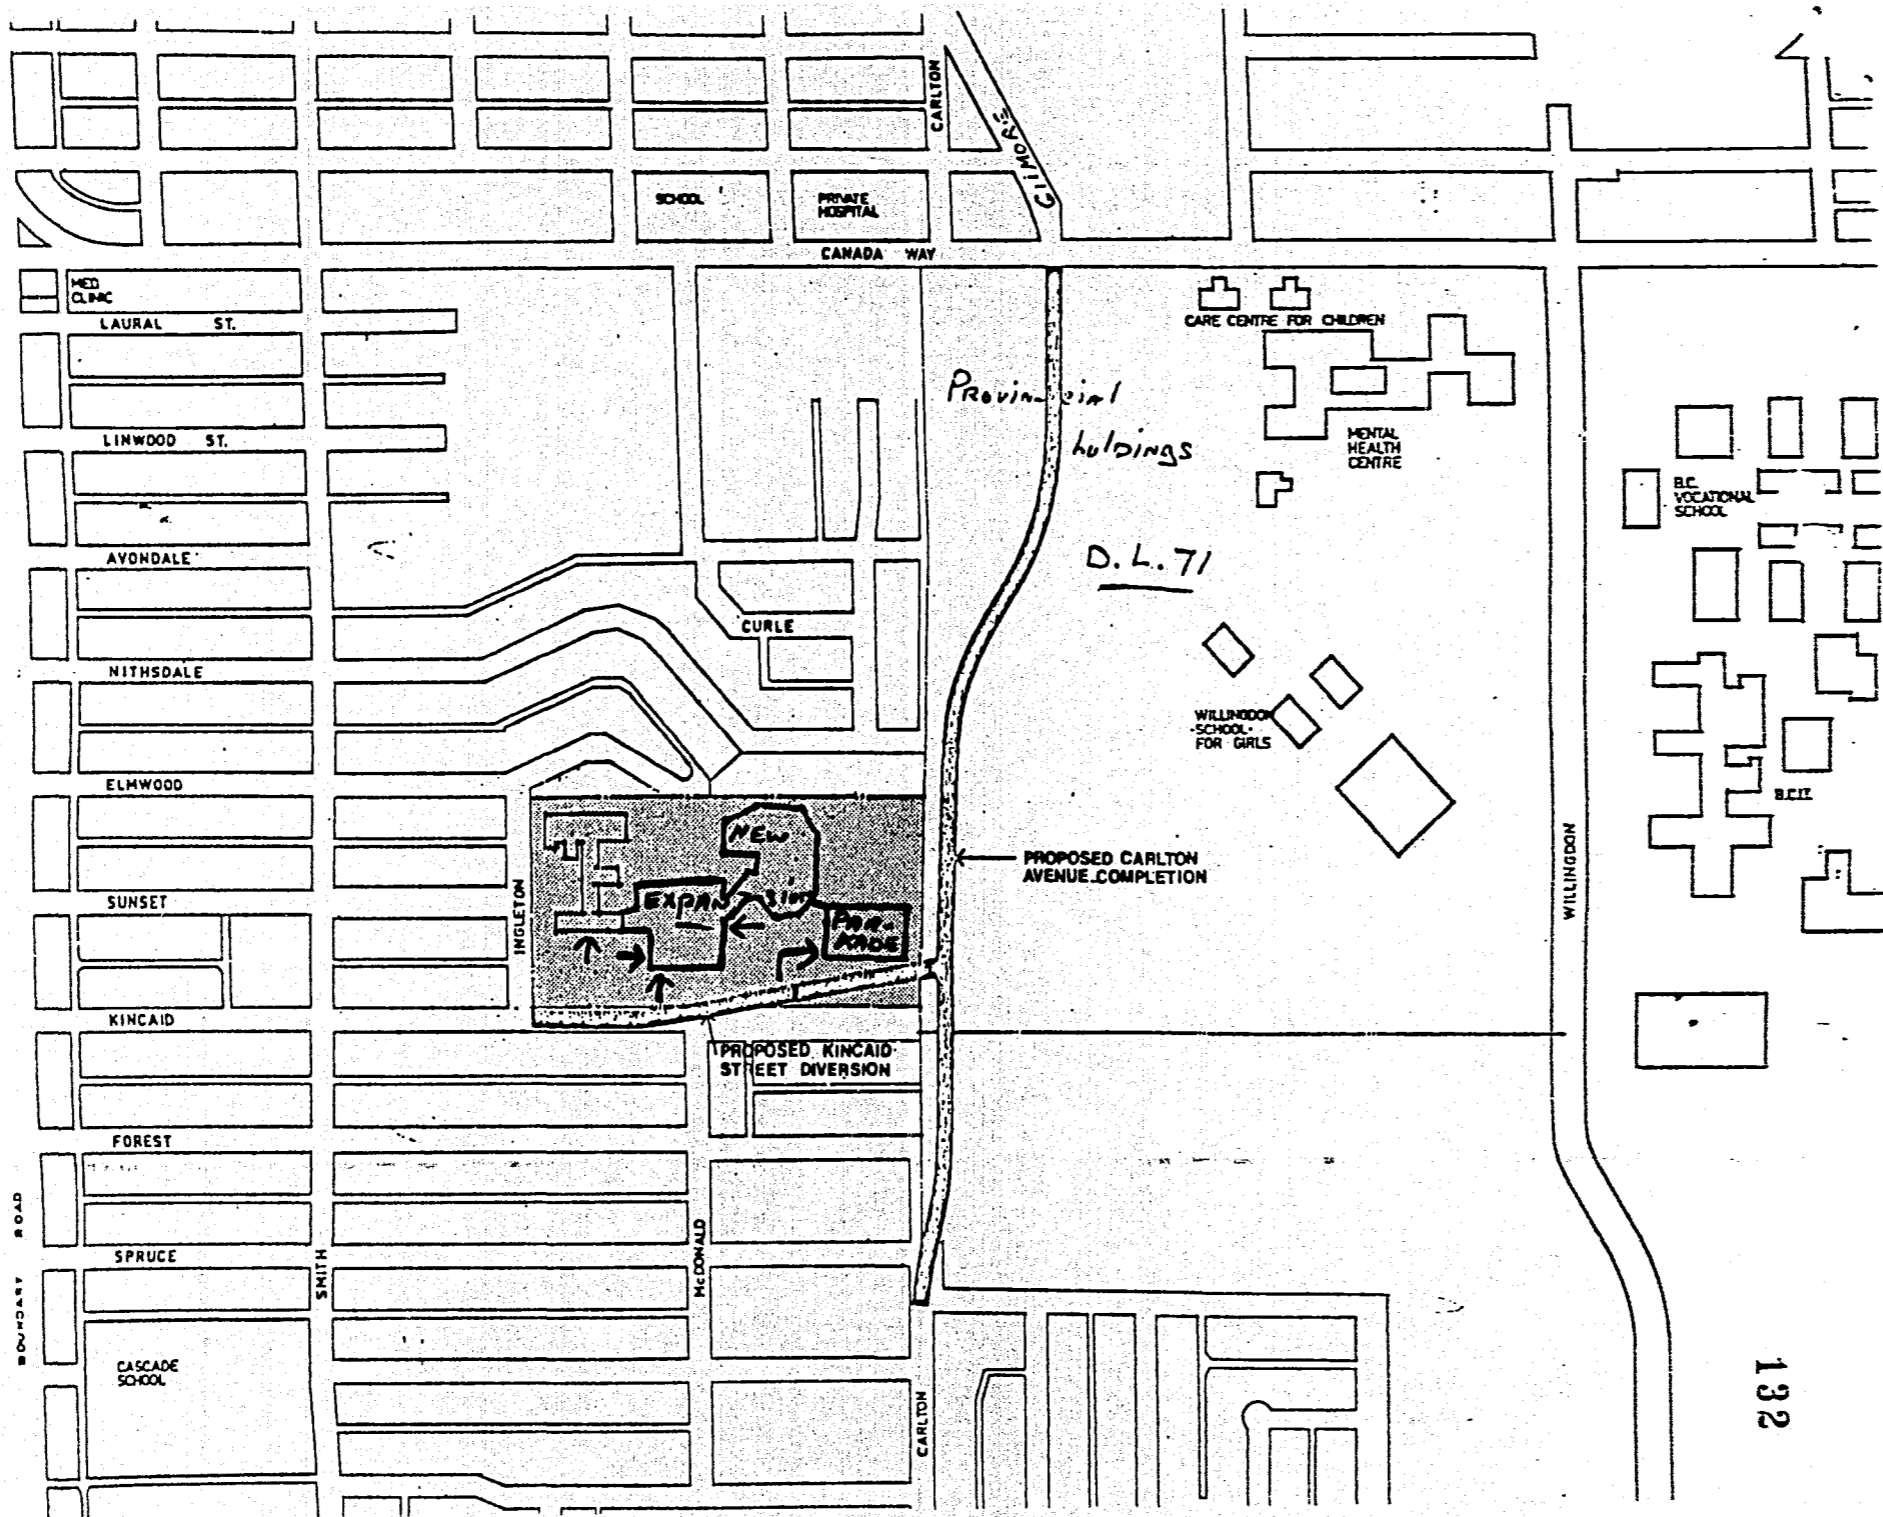 CARLTON
GilMORE
SCHOOL
PRIVATE
HOSPITAL
CANADA WAY
MED
CLINIC
LAURAL ST.
CARE CENTRE FOR CHILDREN
Provincial
holdings
LINWOOD ST.
MENTAL
HEALTH
CENTRE
B.C.
VOCATIONAL
SCHOOL
AVONDALE
D.L. 71
CURLE
NITHSDALE
WILLINGDON
SCHOOL
FOR GIRLS
ELMWOOD
B.C.I.T.
NEW
EXPANSION
PAR-
KADE
PROPOSED CARLTON
AVENUE COMPLETION
WILLINGDON
SUNSET
INGLETON
KINCAID
PROPOSED KINCAID
STREET DIVERSION
FOREST
BOUNDARY ROAD
SPRUCE
SMITH
McDONALD
CASCADE
SCHOOL
CARLTON
132